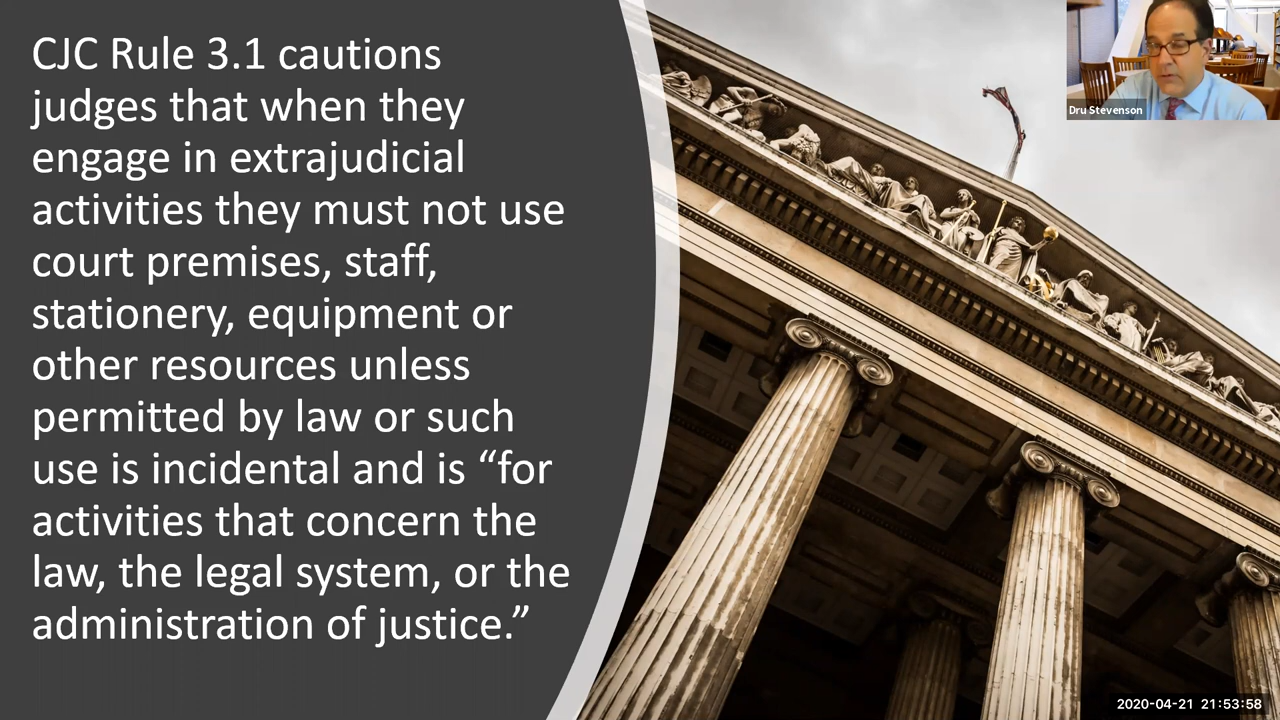 CJC Rule 3.1 cautions
judges that when they
engage in extrajudicial
activities they must not use
court premises, staff,
stationery, equipment or
other resources unless
permitted by law or such
use is incidental and is “for
activities that concern the
law, the legal system, or the
administration of justice.”
Dru Stevenson
2020-04-21 21:53:58